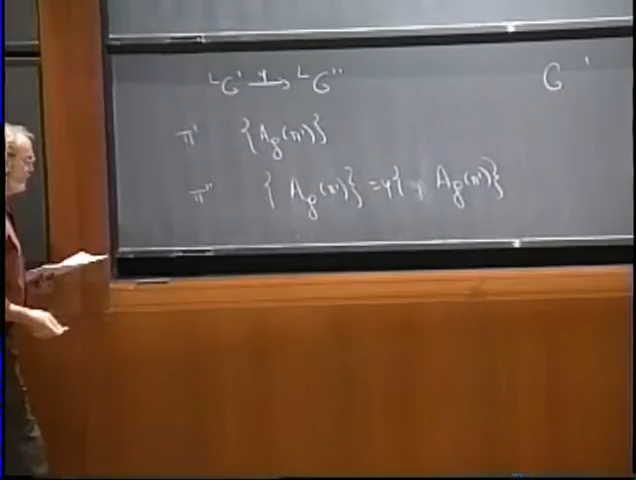 ᴸG' —φ→ ᴸG'' G '
π' {A_g(π')}
π'' { A_g(π')} = φ{ A_g(π')}